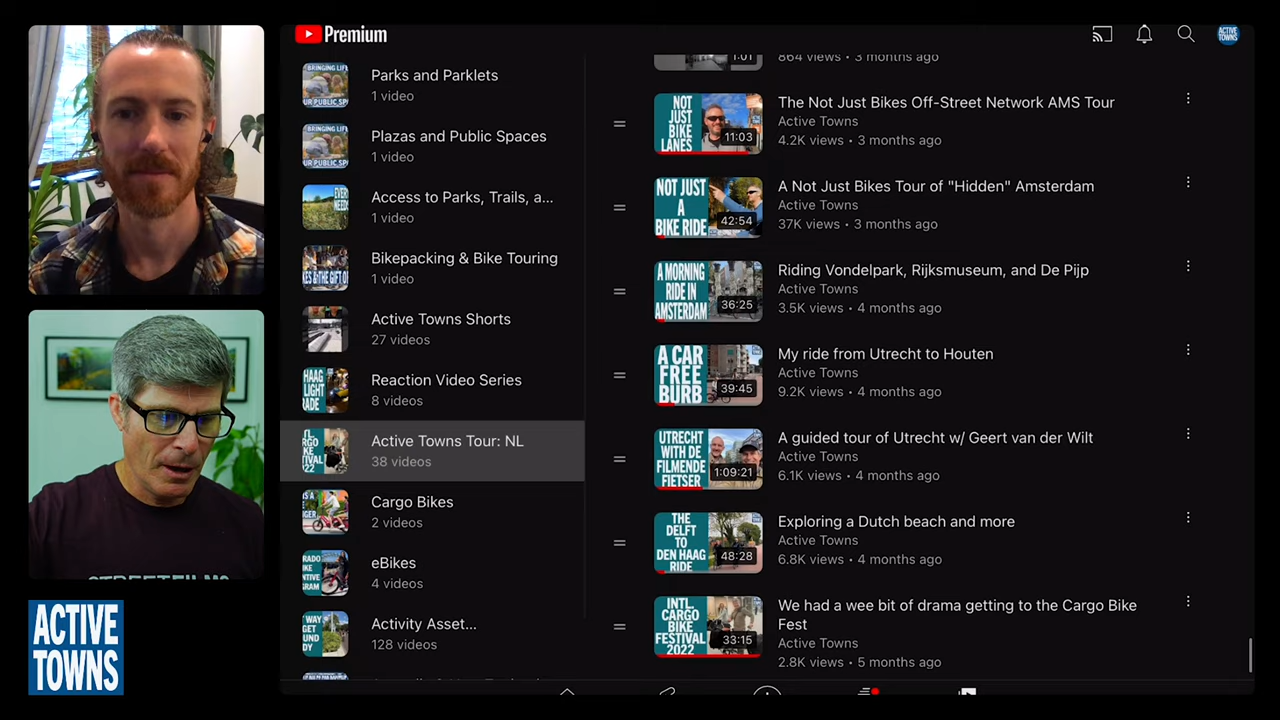 Premium
ACTIVE
TOWNS
Parks and Parklets
1 video
Plazas and Public Spaces
1 video
Access to Parks, Trails, a...
1 video
Bikepacking & Bike Touring
1 video
Active Towns Shorts
27 videos
Reaction Video Series
8 videos
Active Towns Tour: NL
38 videos
Cargo Bikes
2 videos
eBikes
4 videos
Activity Asset...
128 videos
1:01
864 views • 3 months ago
NOT
JUST
BIKE
LANES
11:03
The Not Just Bikes Off-Street Network AMS Tour
Active Towns
4.2K views • 3 months ago
NOT JUST
A
BIKE RIDE
42:54
A Not Just Bikes Tour of "Hidden" Amsterdam
Active Towns
37K views • 3 months ago
A MORNING
RIDE IN
AMSTERDAM
36:25
Riding Vondelpark, Rijksmuseum, and De Pijp
Active Towns
3.5K views • 4 months ago
A CAR
FREE
BURB
39:45
My ride from Utrecht to Houten
Active Towns
9.2K views • 4 months ago
UTRECHT
WITH DE
FILMENDE
FIETSER
1:09:21
A guided tour of Utrecht w/ Geert van der Wilt
Active Towns
6.1K views • 4 months ago
THE
DELFT
TO
DEN HAAG
RIDE
48:28
Exploring a Dutch beach and more
Active Towns
6.8K views • 4 months ago
INTL.
CARGO
BIKE
FESTIVAL
2022
33:15
We had a wee bit of drama getting to the Cargo Bike
Fest
Active Towns
2.8K views • 5 months ago
STREETFILMS
ACTIVE
TOWNS